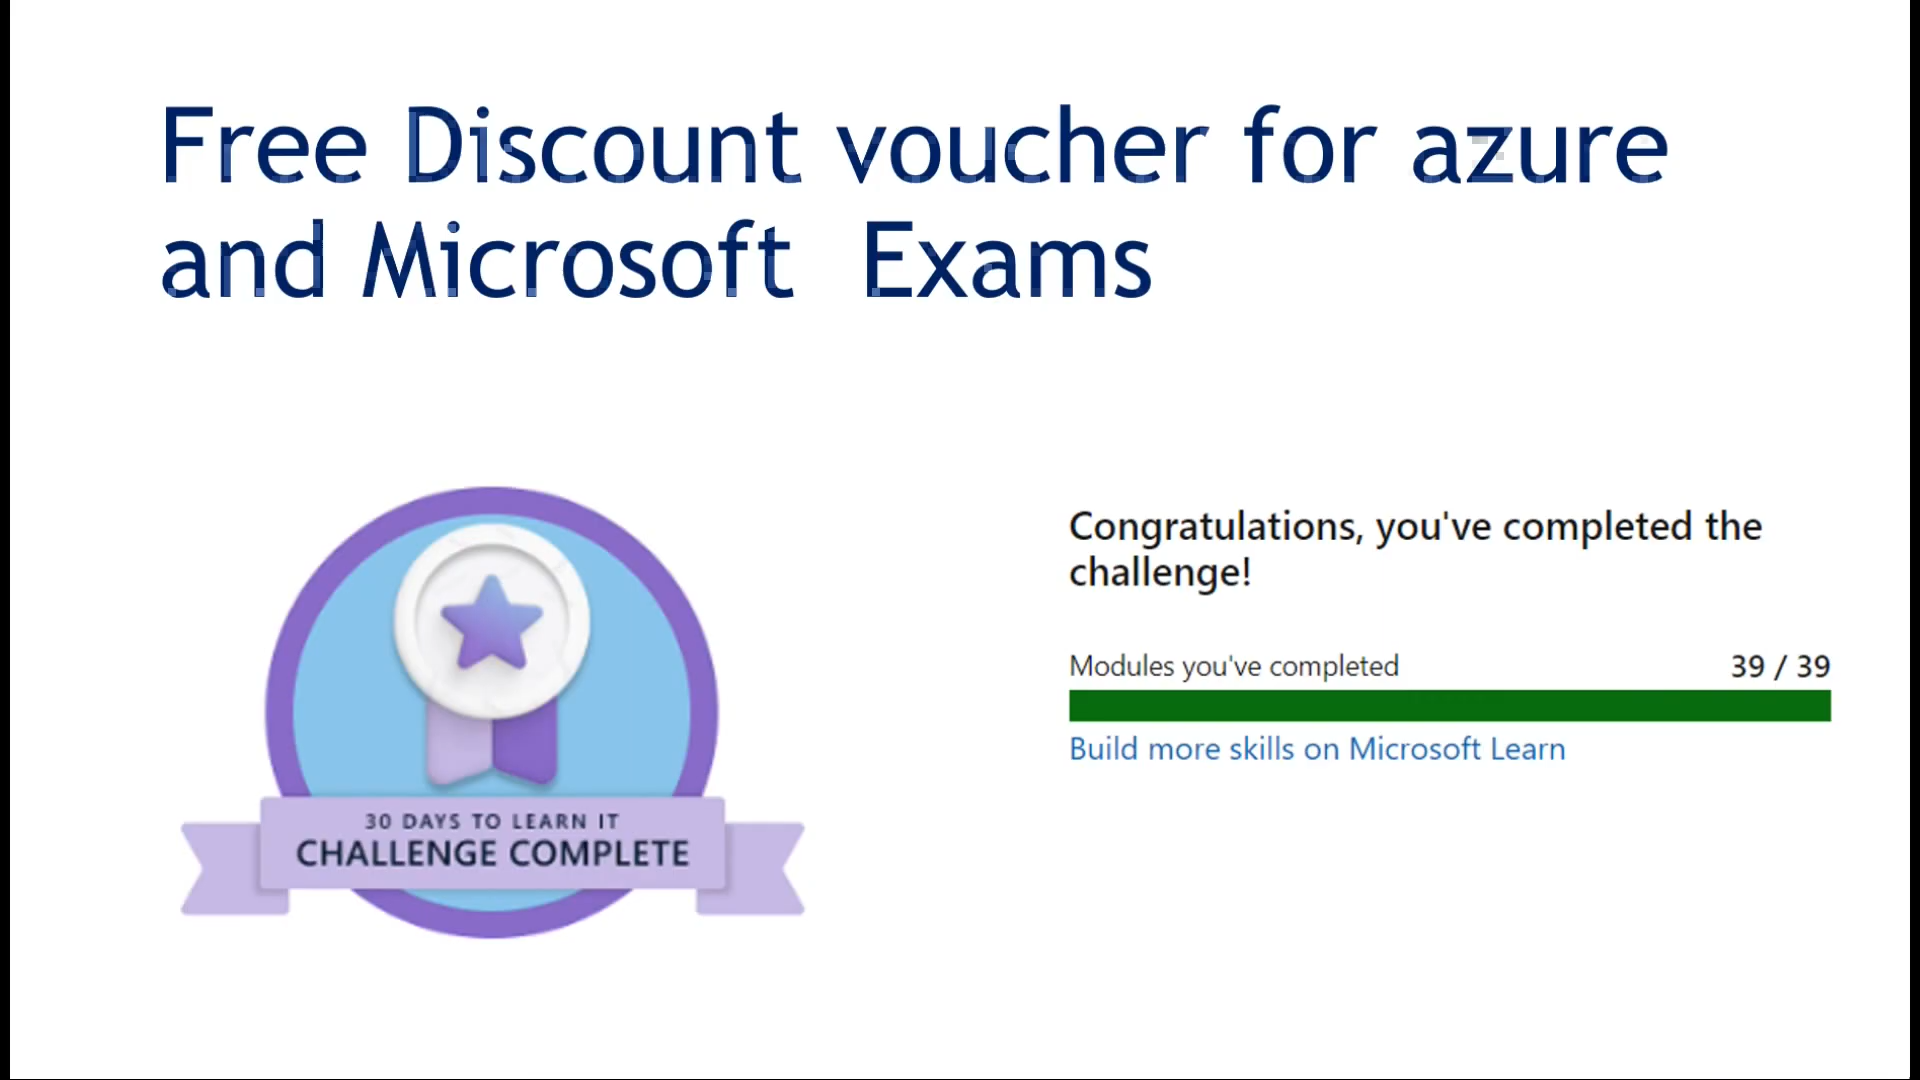 Free Discount voucher for azure
and Microsoft  Exams
30 DAYS TO LEARN IT
CHALLENGE COMPLETE
Congratulations, you've completed the
challenge!
Modules you've completed 39 / 39
Build more skills on Microsoft Learn